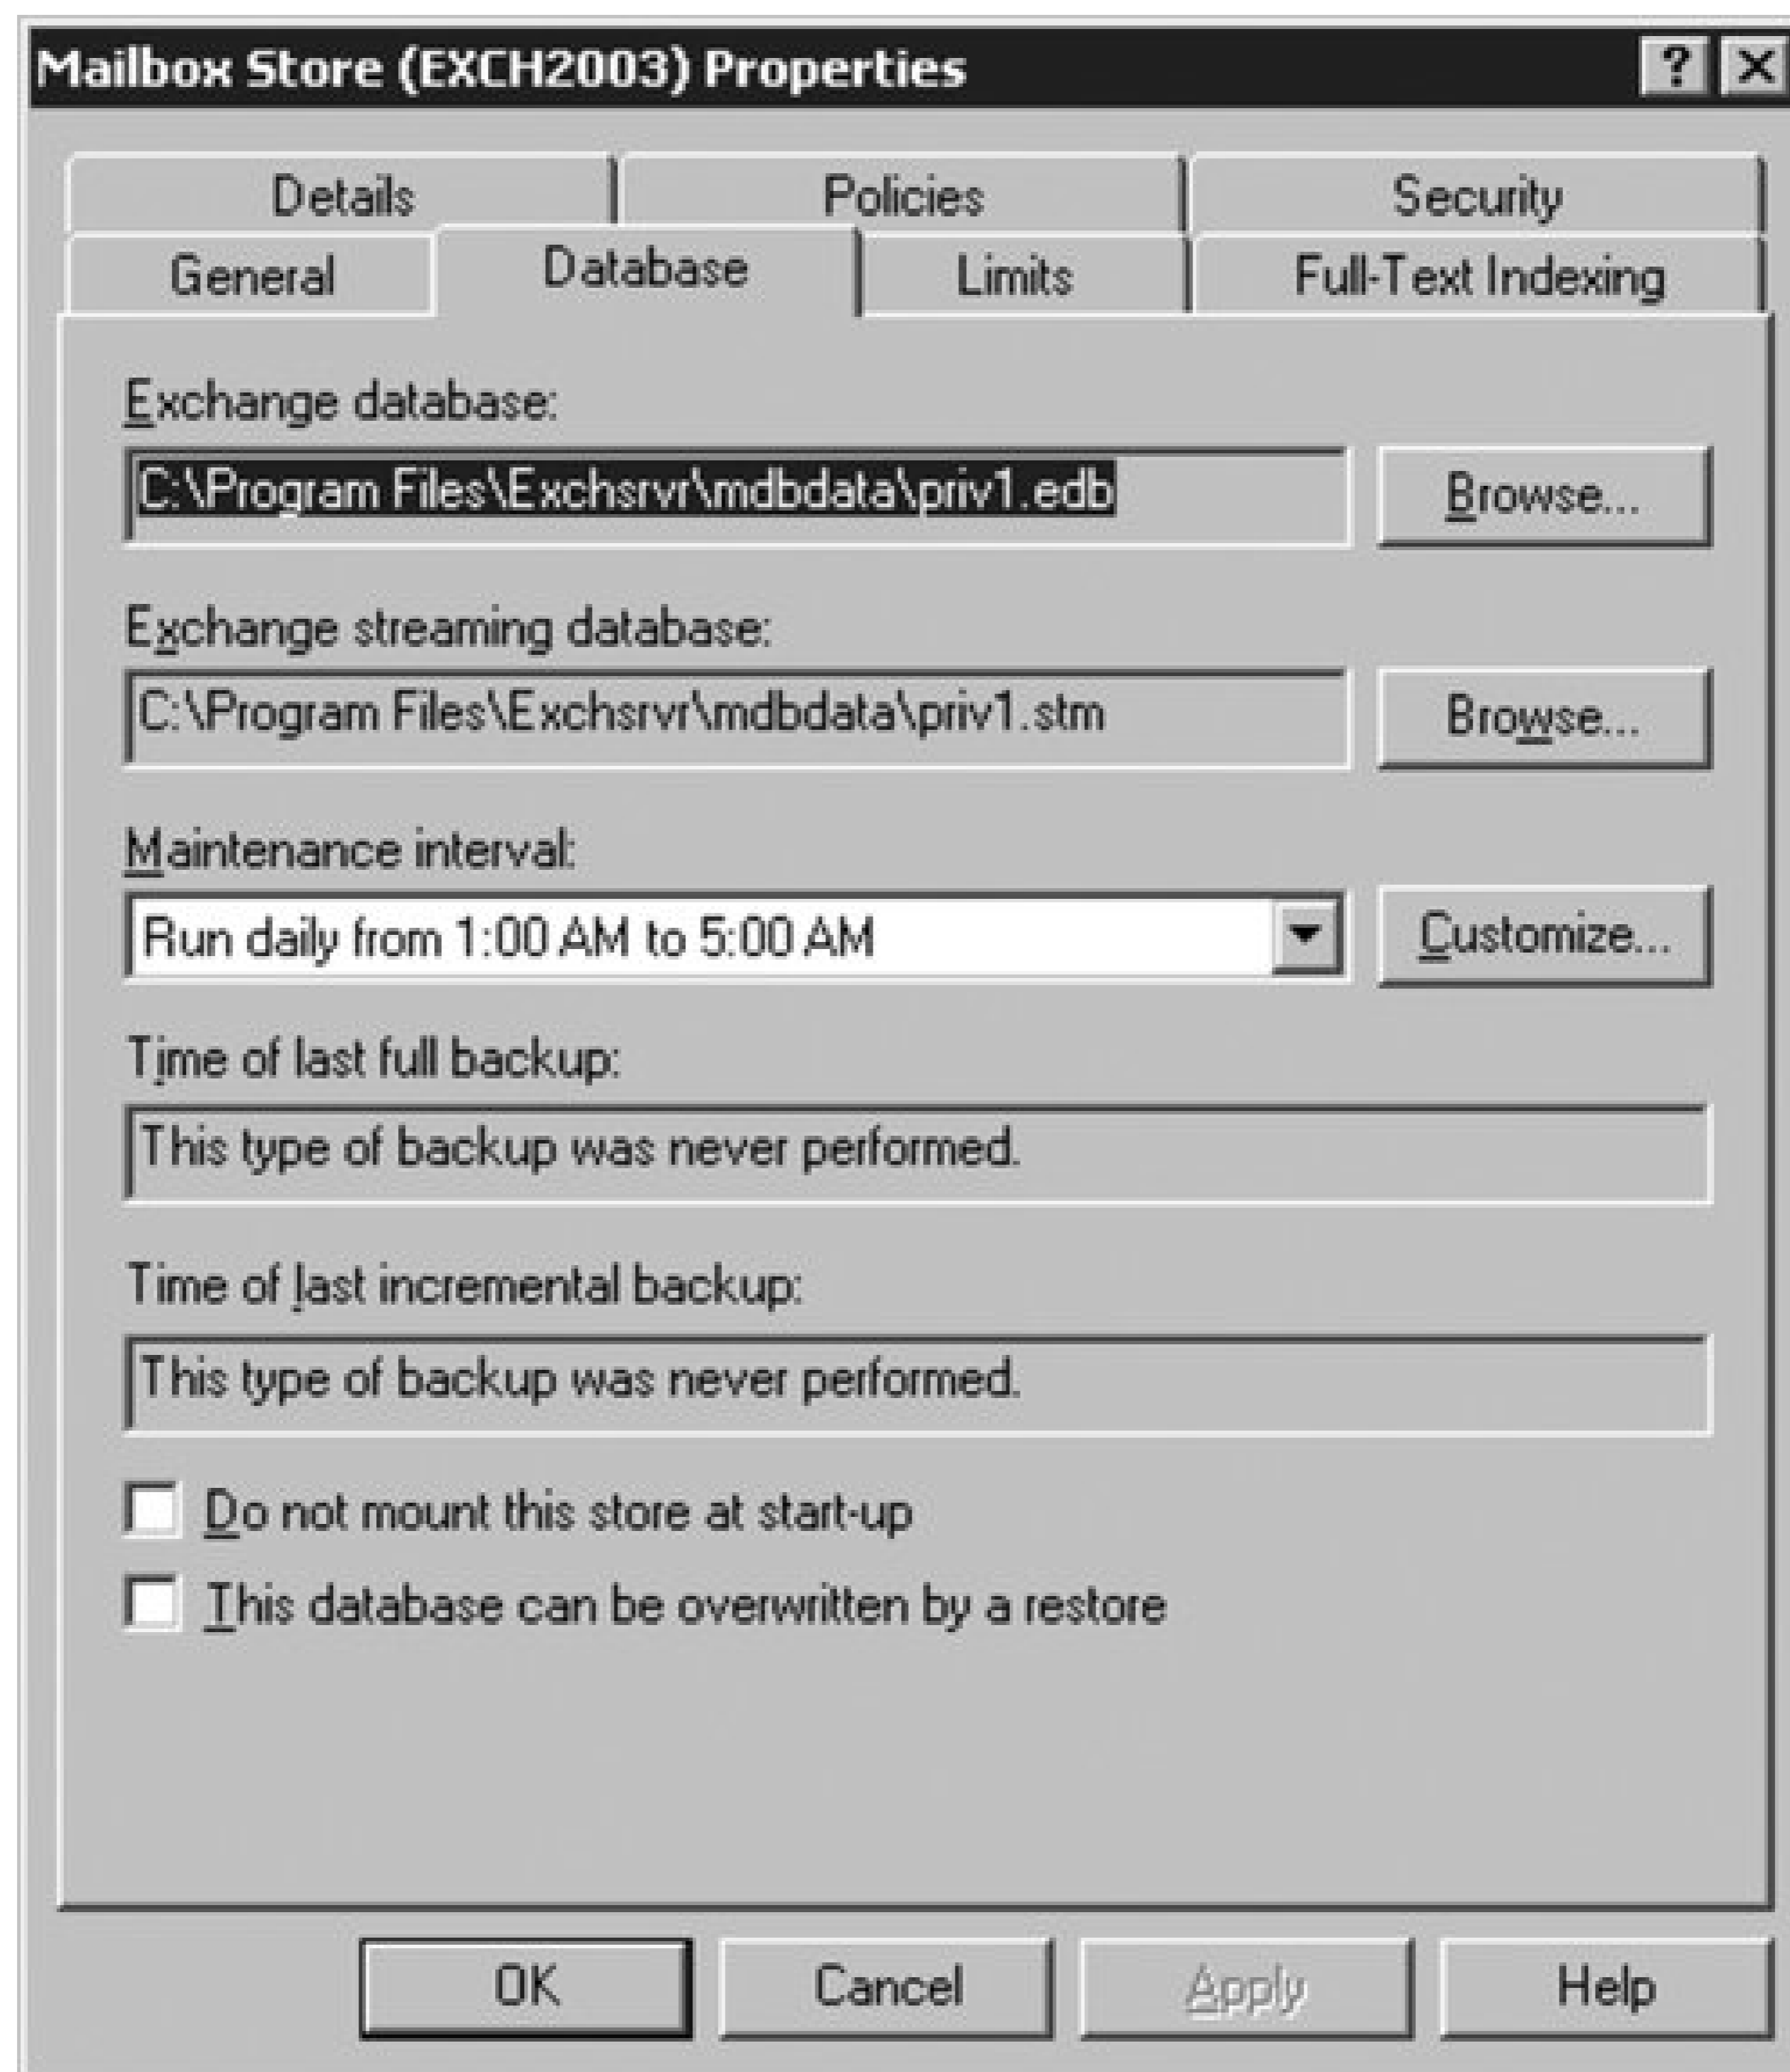 Mailbox Store (EXCH2003) Properties ? X
Details Policies Security
General Database Limits Full-Text Indexing
Exchange database:
C:\Program Files\Exchsrvr\mdbdata\priv1.edb Browse...
Exchange streaming database:
C:\Program Files\Exchsrvr\mdbdata\priv1.stm Browse...
Maintenance interval:
Run daily from 1:00 AM to 5:00 AM Customize...
Time of last full backup:
This type of backup was never performed.
Time of last incremental backup:
This type of backup was never performed.
Do not mount this store at start-up
This database can be overwritten by a restore
OK Cancel Apply Help